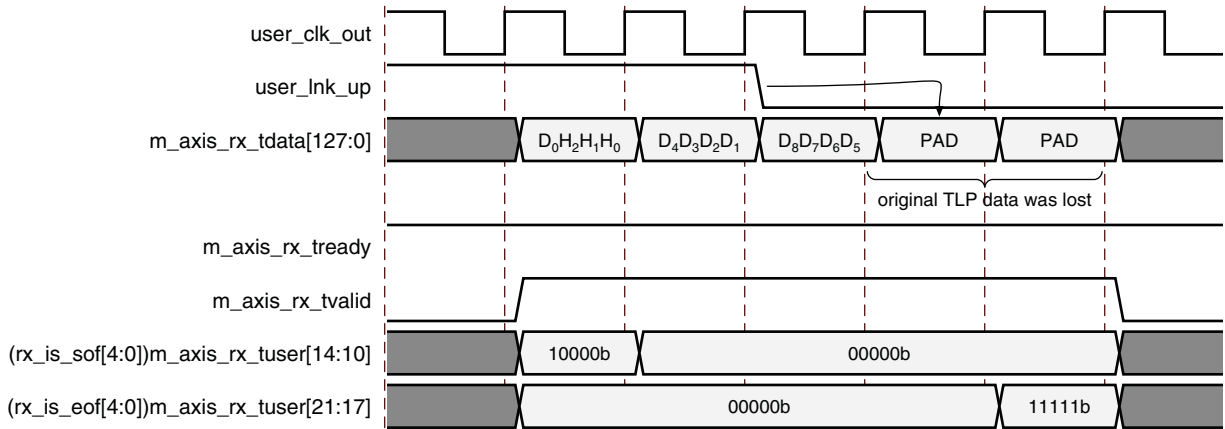 user_clk_out
user_lnk_up
m_axis_rx_tdata[127:0] D₀H₂H₁H₀ D₄D₃D₂D₁ D₈D₇D₆D₅ PAD PAD
original TLP data was lost
m_axis_rx_tready
m_axis_rx_tvalid
(rx_is_sof[4:0])m_axis_rx_tuser[14:10] 10000b 00000b
(rx_is_eof[4:0])m_axis_rx_tuser[21:17] 00000b 11111b